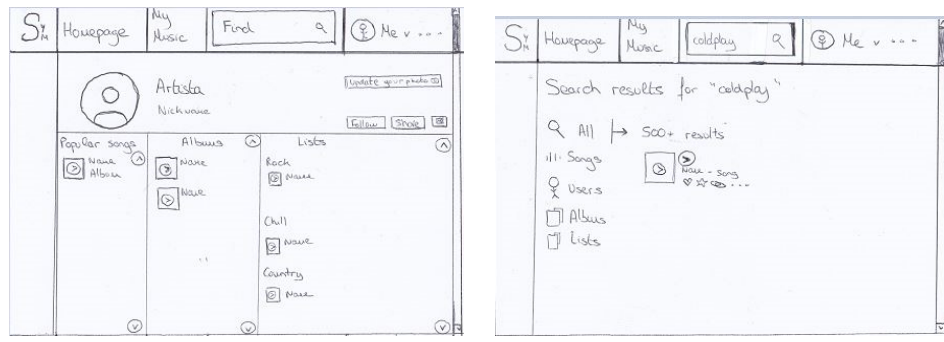 SYM Homepage My Music Find Me v ...
Artista
Nickname
Update your photo
Follow Share
Popular songs
Name
Album
Albums
Name
Name
Lists
Rock
Name
Chill
Name
Country
Name
SYM Homepage My Music coldplay Me v ...
Search results for "coldplay"
All 500+ results
Songs
Users
Albums
Lists
Name - Song